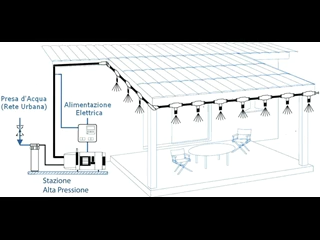 Presa d'Acqua
(Rete Urbana)
Alimentazione
Elettrica
Stazione
Alta Pressione